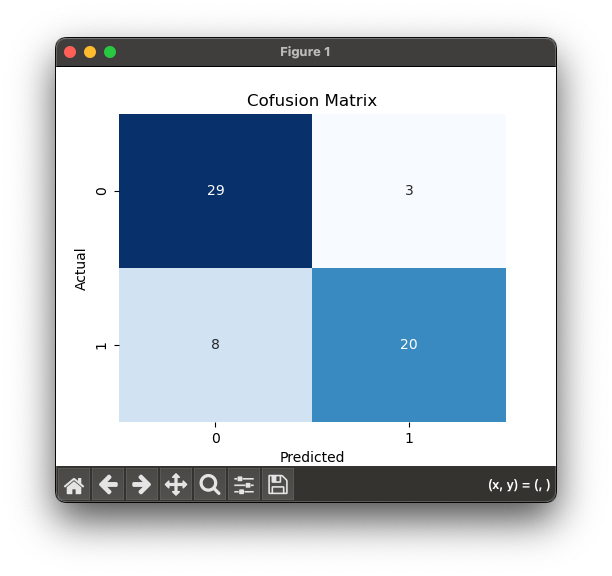 Figure 1
Cofusion Matrix
29 3
0
Actual
8 20
1
0 1
Predicted
(x, y) = (, )